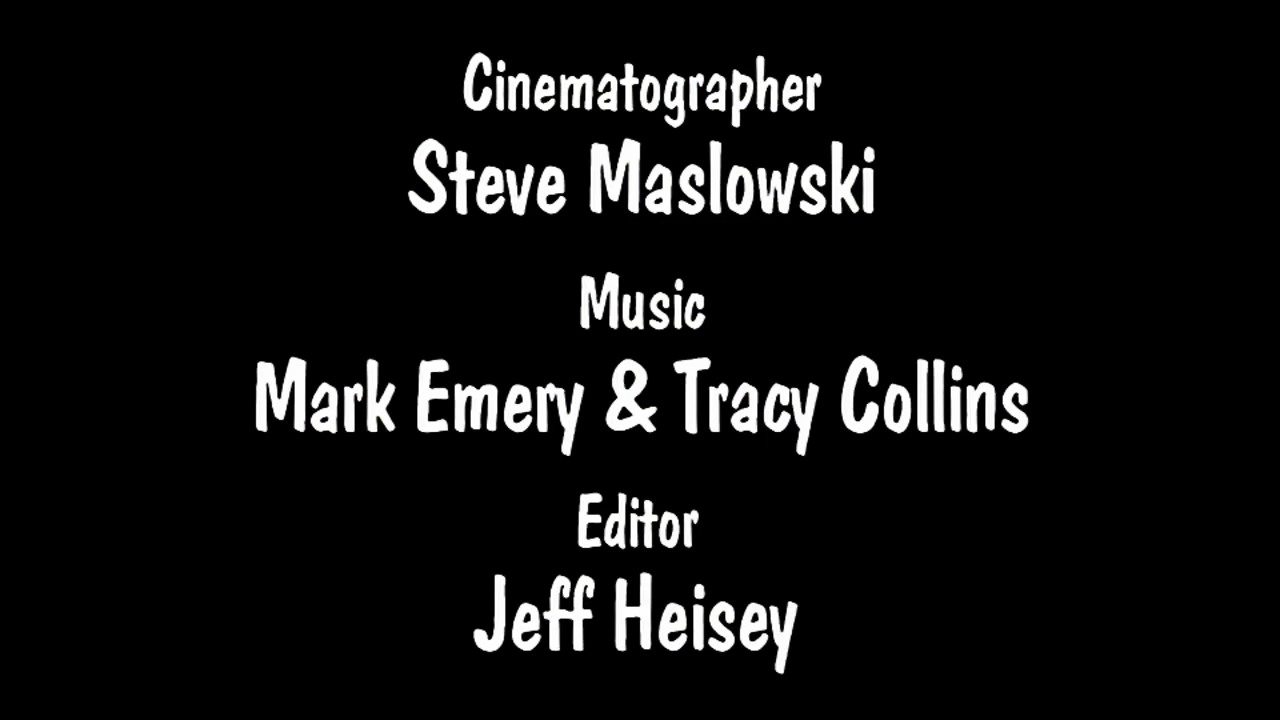 Cinematographer
Steve Maslowski
Music
Mark Emery & Tracy Collins
Editor
Jeff Heisey